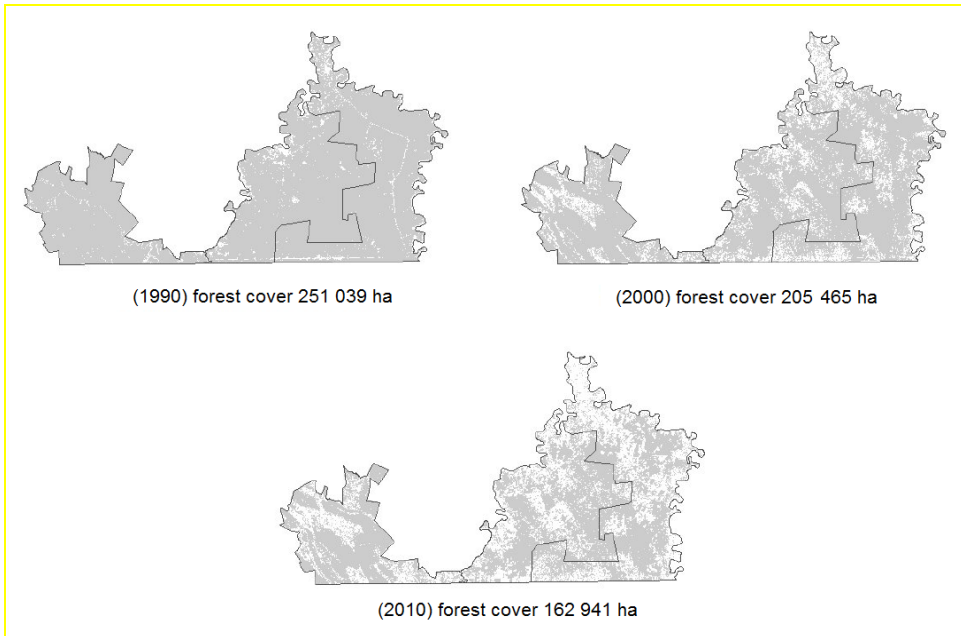 (1990) forest cover 251 039 ha
(2000) forest cover 205 465 ha
(2010) forest cover 162 941 ha